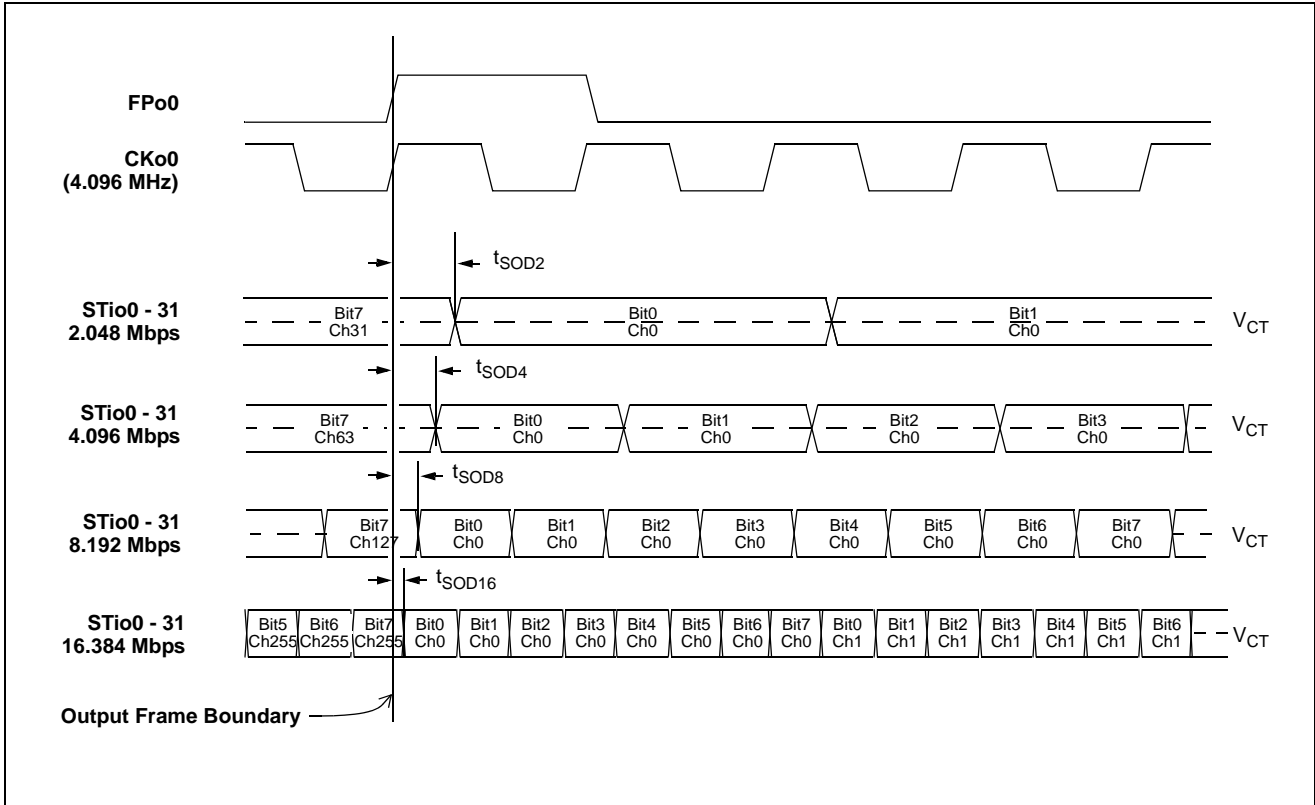 FPo0
CKo0
(4.096 MHz)
tSOD2
STio0 - 31
2.048 Mbps
Bit7
Ch31
Bit0
Ch0
Bit1
Ch0
VCT
tSOD4
STio0 - 31
4.096 Mbps
Bit7
Ch63
Bit0
Ch0
Bit1
Ch0
Bit2
Ch0
Bit3
Ch0
VCT
tSOD8
STio0 - 31
8.192 Mbps
Bit7
Ch127
Bit0
Ch0
Bit1
Ch0
Bit2
Ch0
Bit3
Ch0
Bit4
Ch0
Bit5
Ch0
Bit6
Ch0
Bit7
Ch0
VCT
tSOD16
STio0 - 31
16.384 Mbps
Bit5
Ch255
Bit6
Ch255
Bit7
Ch255
Bit0
Ch0
Bit1
Ch0
Bit2
Ch0
Bit3
Ch0
Bit4
Ch0
Bit5
Ch0
Bit6
Ch0
Bit7
Ch0
Bit0
Ch1
Bit1
Ch1
Bit2
Ch1
Bit3
Ch1
Bit4
Ch1
Bit5
Ch1
Bit6
Ch1
VCT
Output Frame Boundary